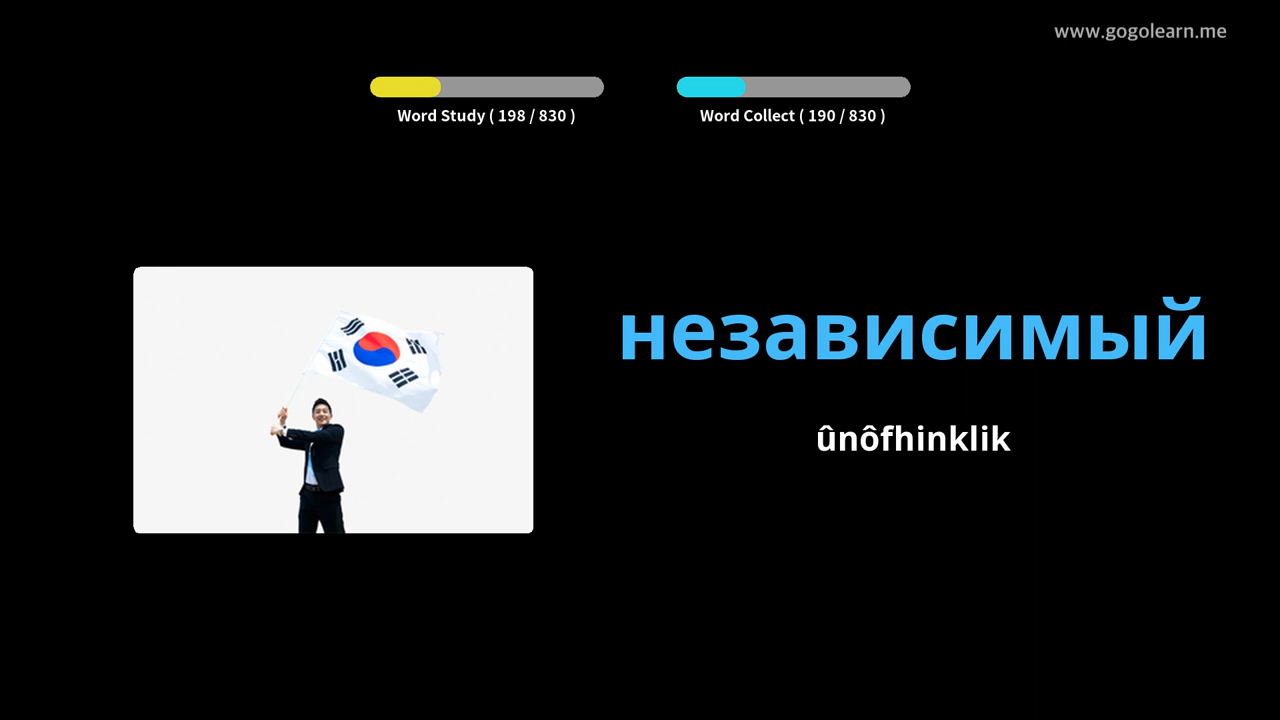 www.gogolearn.me
Word Study ( 198 / 830 )
Word Collect ( 190 / 830 )
независимый
ûnôfhinklik